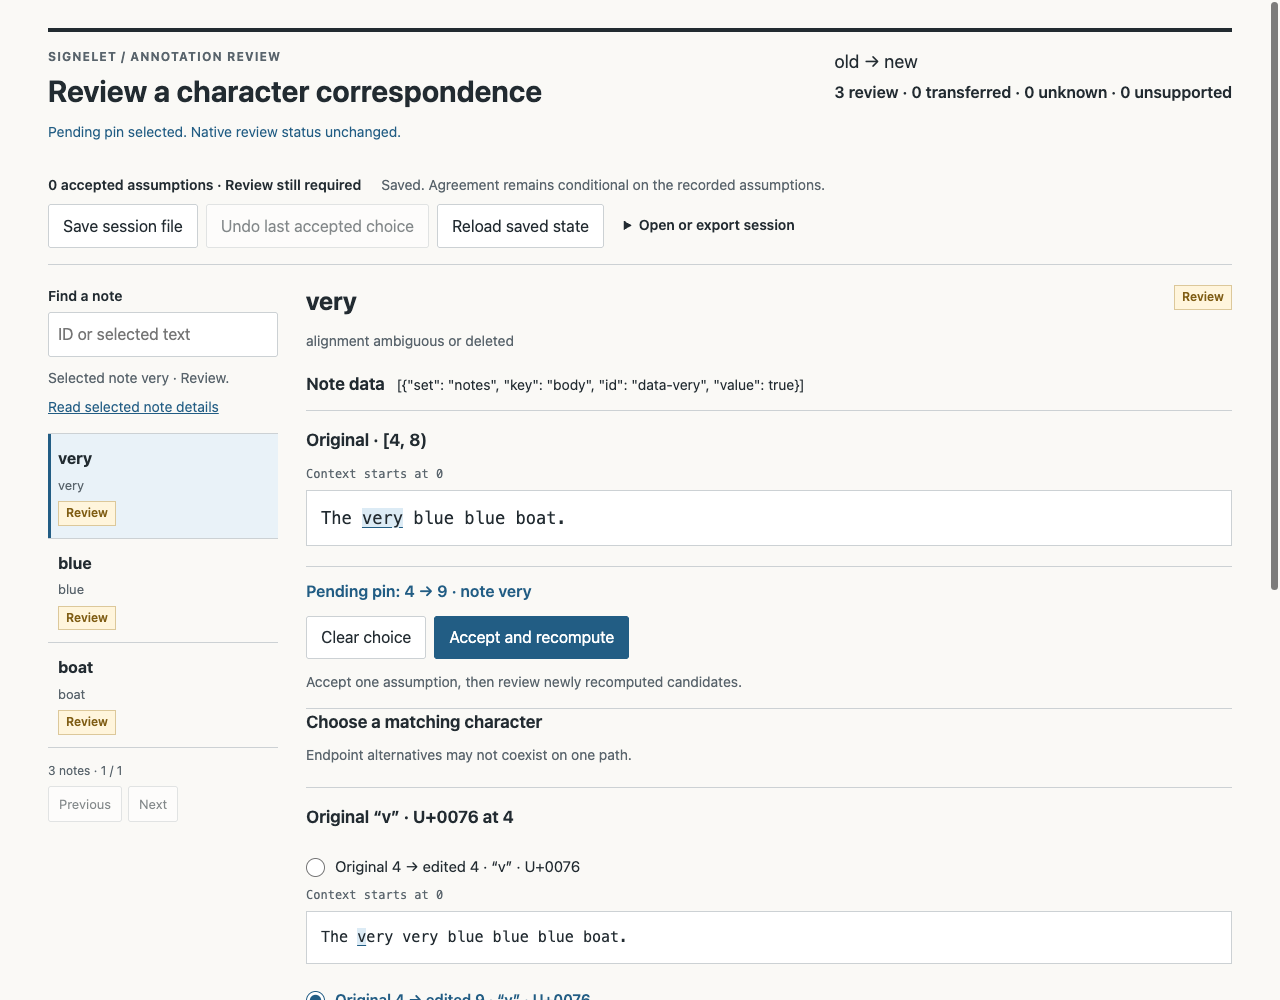 SIGNELET / ANNOTATION REVIEW
Review a character correspondence
Pending pin selected. Native review status unchanged.
old → new
3 review · 0 transferred · 0 unknown · 0 unsupported
0 accepted assumptions · Review still required Saved. Agreement remains conditional on the recorded assumptions.
Save session file Undo last accepted choice Reload saved state ▶ Open or export session
Find a note
ID or selected text
Selected note very · Review.
Read selected note details
very
very
Review
blue
blue
Review
boat
boat
Review
3 notes · 1 / 1
Previous Next
very
Review
alignment ambiguous or deleted
Note data [{"set": "notes", "key": "body", "id": "data-very", "value": true}]
Original · [4, 8)
Context starts at 0
The very blue blue boat.
Pending pin: 4 → 9 · note very
Clear choice Accept and recompute
Accept one assumption, then review newly recomputed candidates.
Choose a matching character
Endpoint alternatives may not coexist on one path.
Original “v” · U+0076 at 4
Original 4 → edited 4 · “v” · U+0076
Context starts at 0
The very very blue blue blue boat.
Original 4 → edited 9 · “v” · U+0076